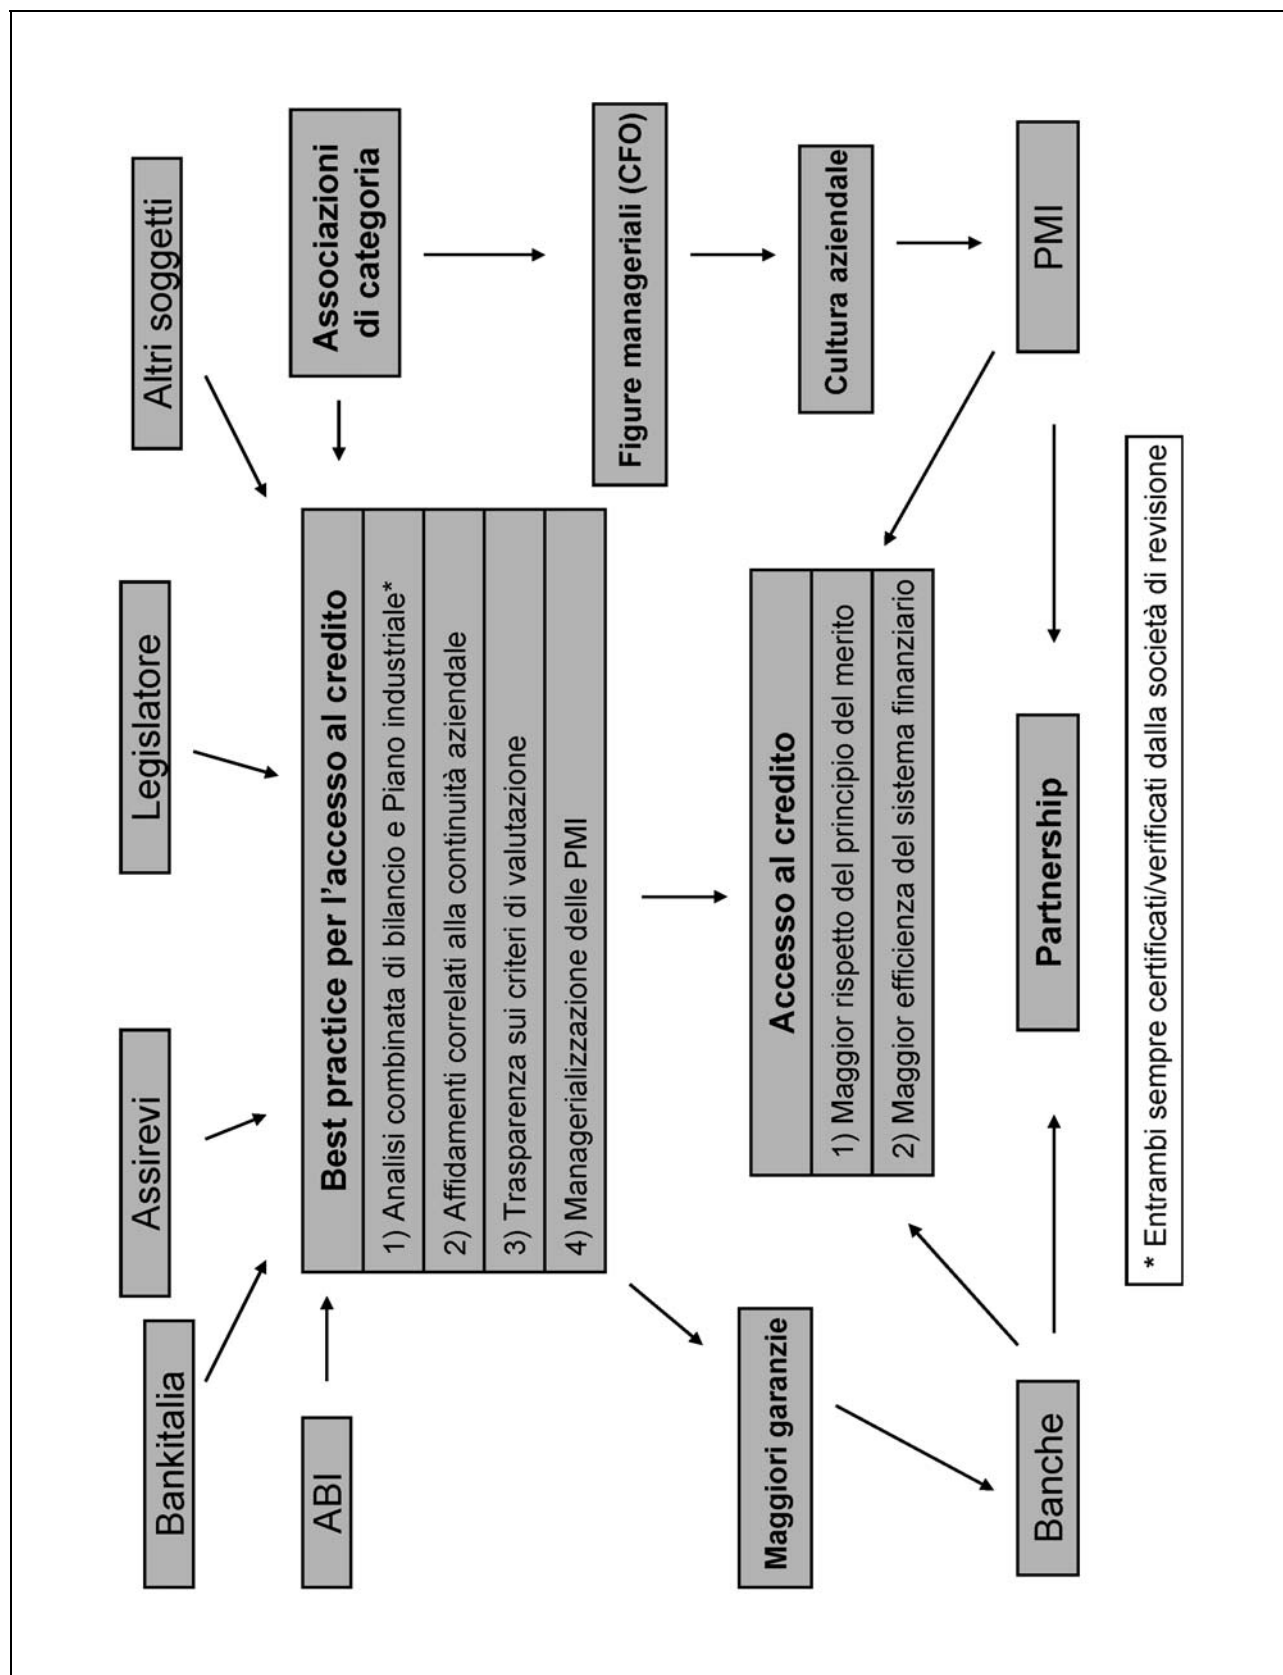 Bankitalia
Assirevi
Legislatore
Altri soggetti
ABI
Best practice per l’accesso al credito
1) Analisi combinata di bilancio e Piano industriale*
2) Affidamenti correlati alla continuità aziendale
3) Trasparenza sui criteri di valutazione
4) Managerializzazione delle PMI
Associazioni
di categoria
Figure manageriali (CFO)
Maggiori garanzie
Accesso al credito
1) Maggior rispetto del principio del merito
2) Maggior efficienza del sistema finanziario
Cultura aziendale
Banche
Partnership
PMI
* Entrambi sempre certificati/verificati dalla società di revisione